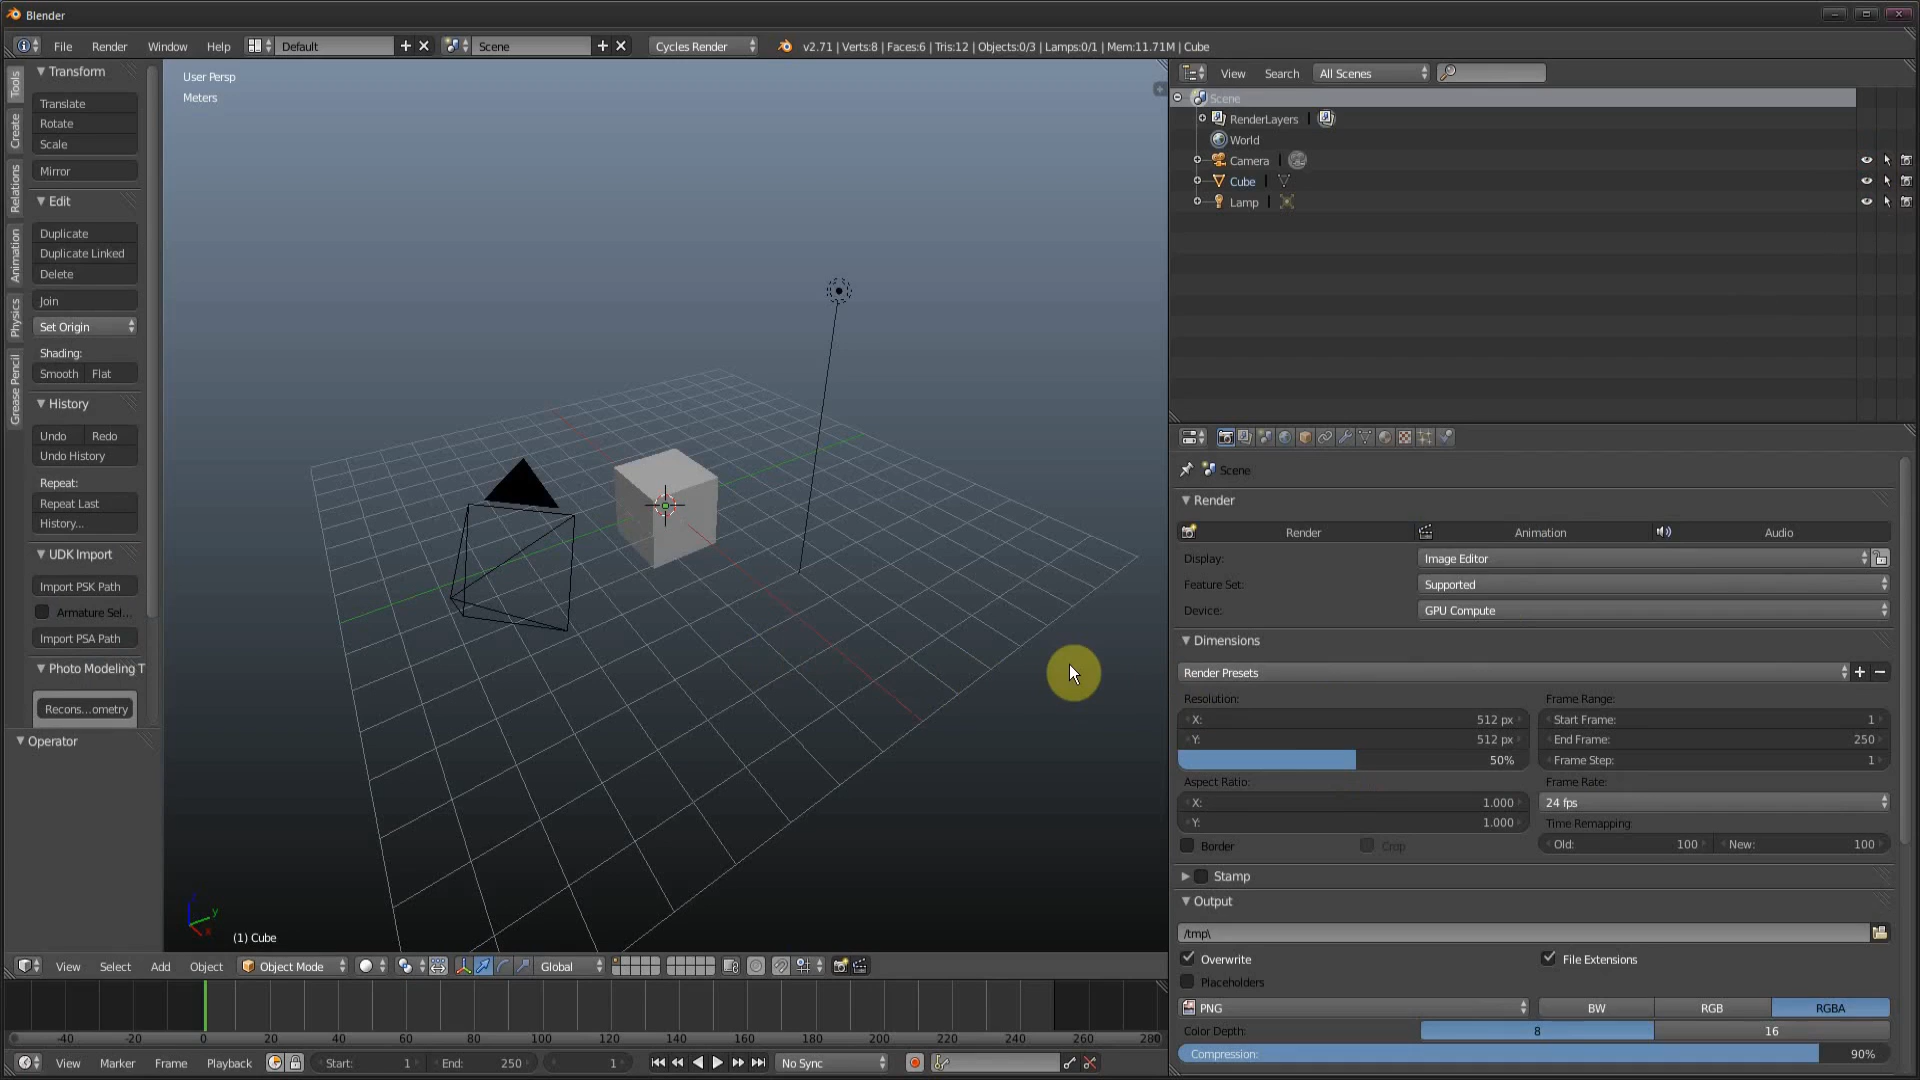 Blender
File Render Window Help Default Scene Cycles Render v2.71 | Verts:8 | Faces:6 | Tris:12 | Objects:0/3 | Lamps:0/1 | Mem:11.71M | Cube
Tools
Create
Relations
Animation
Physics
Grease Pencil
Transform
Translate
Rotate
Scale
Mirror
Edit
Duplicate
Duplicate Linked
Delete
Join
Set Origin
Shading:
Smooth Flat
History
Undo Redo
Undo History
Repeat:
Repeat Last
History...
UDK Import
Import PSK Path
Armature Sel...
Import PSA Path
Photo Modeling T
Recons...ometry
Operator
User Persp
Meters
z
y
x
(1) Cube
View Select Add Object Object Mode Global
-40 -20 0 20 40 60 80 100 120 140 160 180 200 220 240 260 280
View Marker Frame Playback Start: 1 End: 250 1 No Sync
View Search All Scenes
Scene
RenderLayers
World
Camera
Cube
Lamp
Scene
Render
Render Animation Audio
Display: Image Editor
Feature Set: Supported
Device: GPU Compute
Dimensions
Render Presets
Resolution: Frame Range:
X: 512 px Start Frame: 1
Y: 512 px End Frame: 250
50% Frame Step: 1
Aspect Ratio: Frame Rate:
X: 1.000 24 fps
Y: 1.000 Time Remapping:
Border Crop Old: 100 New: 100
Stamp
Output
/tmp\
Overwrite File Extensions
Placeholders
PNG BW RGB RGBA
Color Depth: 8 16
Compression: 90%